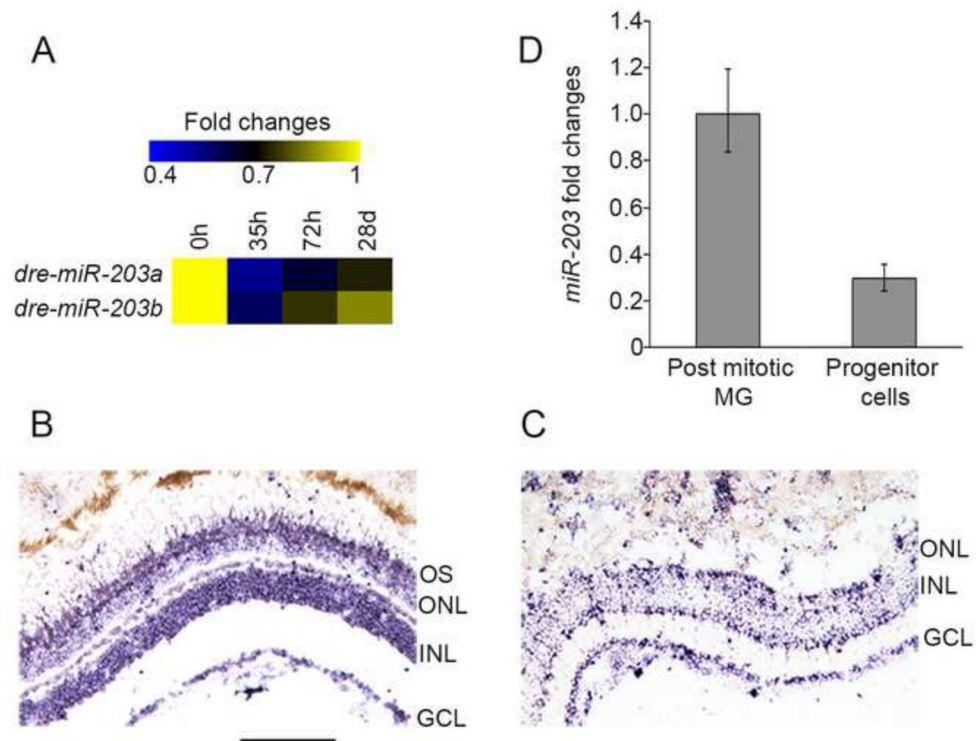 A
Fold changes
0.4 0.7 1
0h 35h 72h 28d
dre-miR-203a
dre-miR-203b
D
miR-203 fold changes
1.4
1.2
1.0
0.8
0.6
0.4
0.2
0
Post mitotic MG
Progenitor cells
B
OS
ONL
INL
GCL
C
ONL
INL
GCL